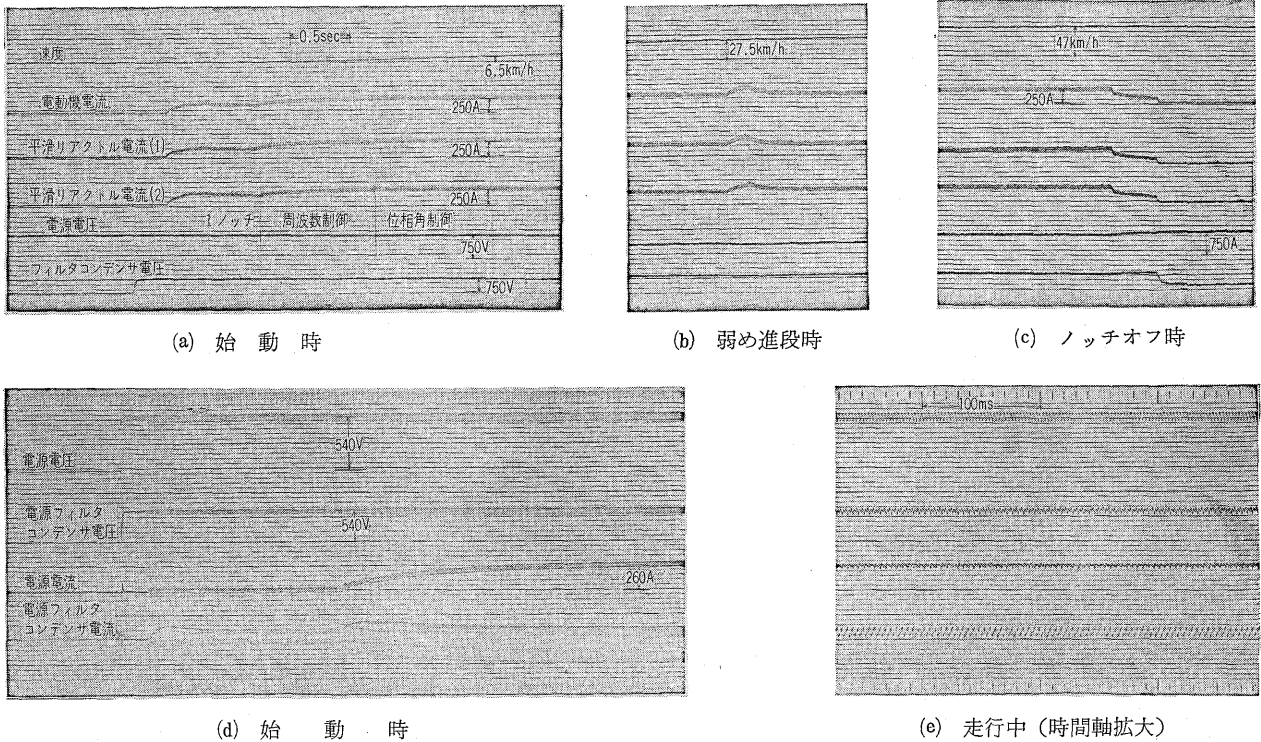 0.5sec
速度
6.5km/h
電動機電流
250A
平滑リアクトル電流(1)
250A
平滑リアクトル電流(2)
250A
電源電圧
1ノッチ
周波数制御
位相角制御
750V
フィルタコンデンサ電圧
750V
(a) 始動時
27.5km/h
(b) 弱め進段時
47km/h
250A
750A
(c) ノッチオフ時
540V
電源電圧
電源フィルタ
コンデンサ電圧
540V
電源電流
260A
電源フィルタ
コンデンサ電流
(d) 始動時
100ms
(e) 走行中(時間軸拡大)